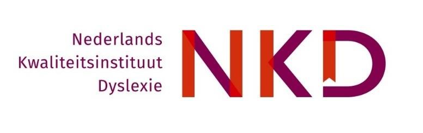 Nederlands
Kwaliteitsinstituut
Dyslexie
NKD